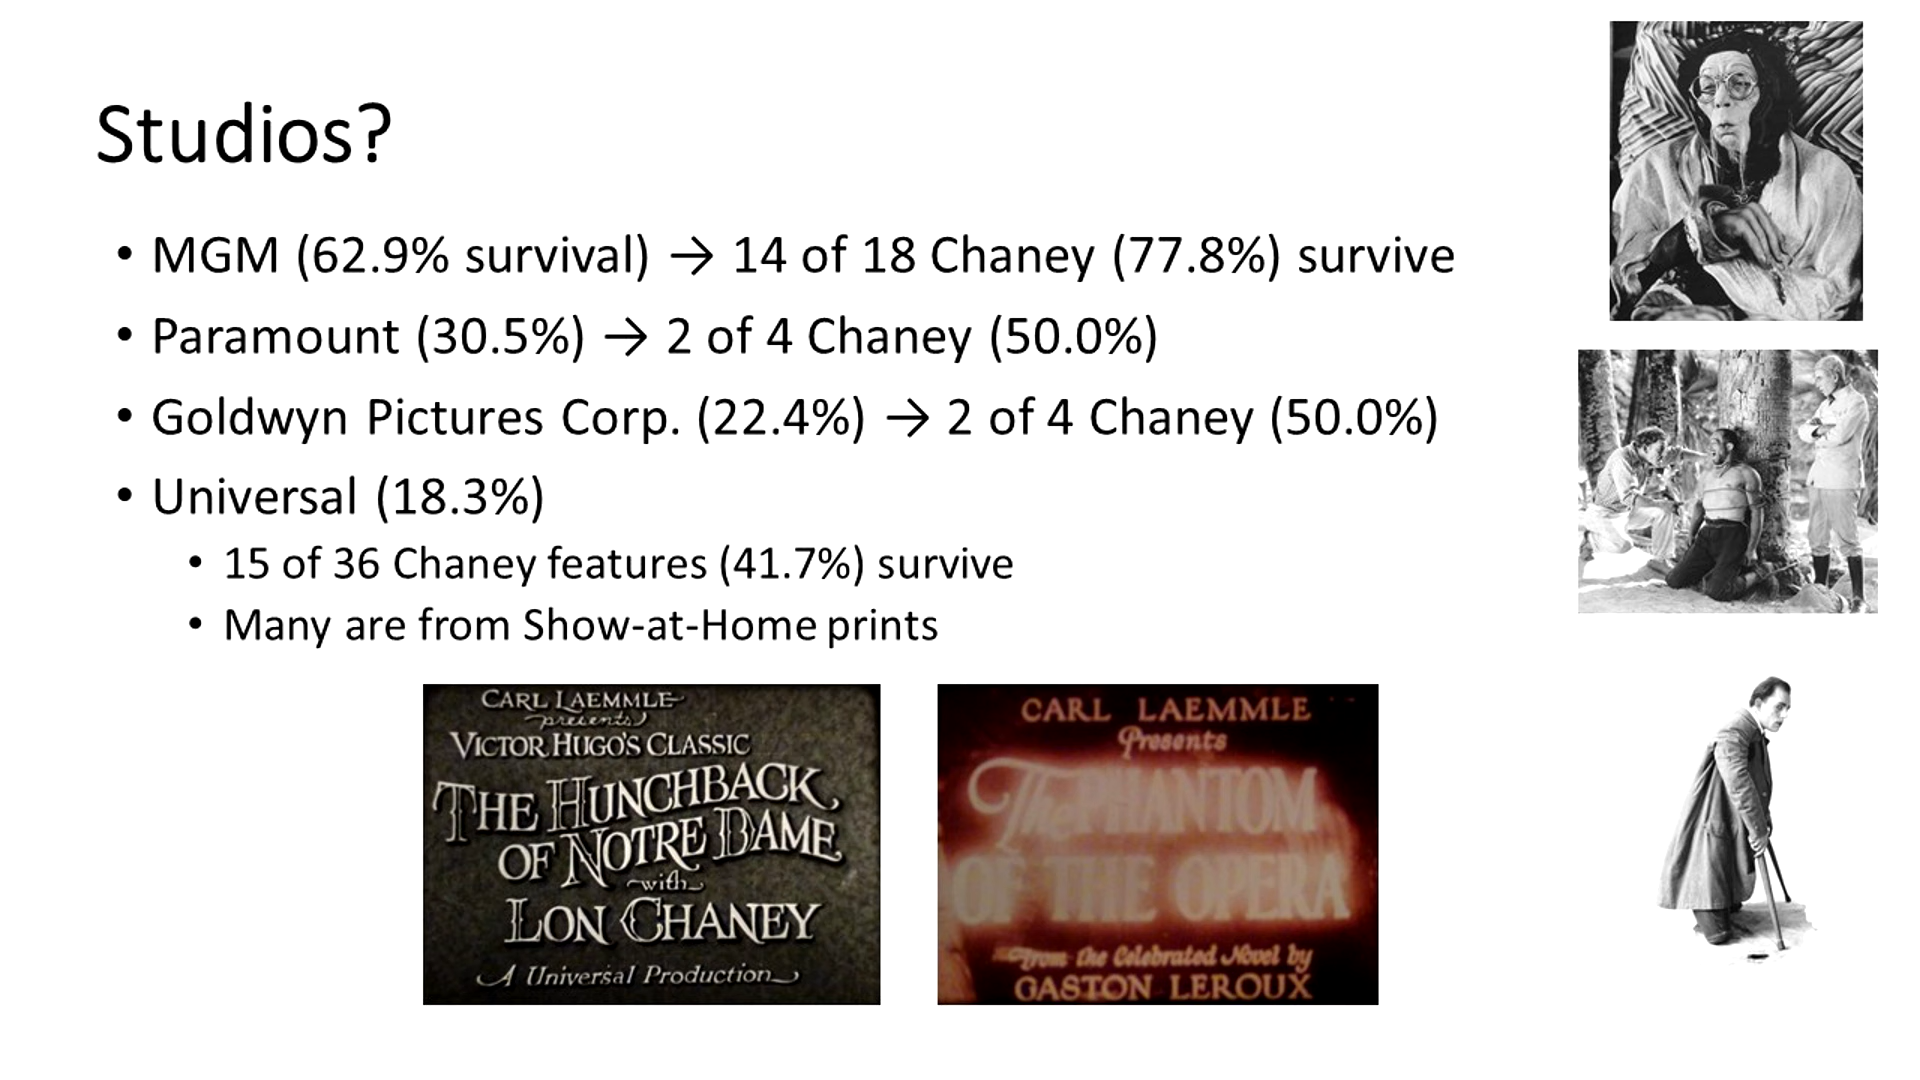 Studios?
• MGM (62.9% survival) → 14 of 18 Chaney (77.8%) survive
• Paramount (30.5%) → 2 of 4 Chaney (50.0%)
• Goldwyn Pictures Corp. (22.4%) → 2 of 4 Chaney (50.0%)
• Universal (18.3%)
• 15 of 36 Chaney features (41.7%) survive
• Many are from Show-at-Home prints
CARL LAEMMLE
presents
VICTOR HUGO'S CLASSIC
THE HUNCHBACK
OF NOTRE DAME
with
LON CHANEY
A Universal Production
CARL LAEMMLE
Presents
The PHANTOM
OF THE OPERA
From the Celebrated Novel by
GASTON LEROUX